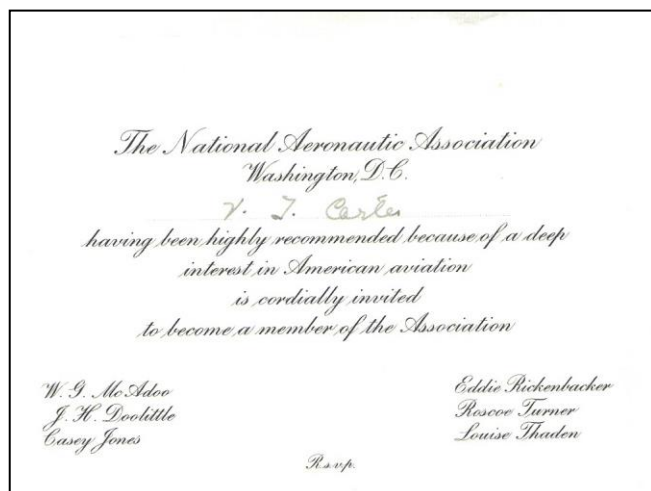 The National Aeronautic Association
Washington, D.C.
V. T. Carter
having been highly recommended because of a deep
interest in American aviation
is cordially invited
to become a member of the Association
W. G. McAdoo
J. H. Doolittle
Casey Jones
Eddie Rickenbacker
Roscoe Turner
Louise Thaden
R.s.v.p.